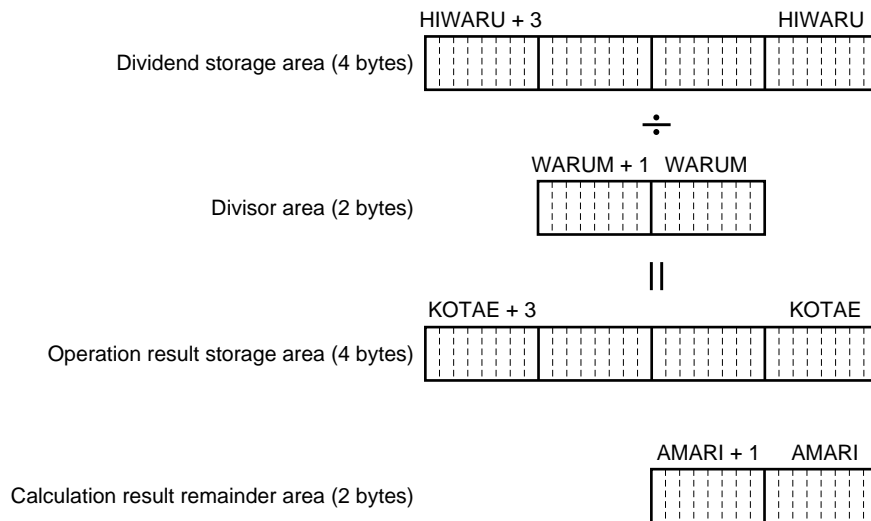 HIWARU + 3 HIWARU
Dividend storage area (4 bytes)
÷
WARUM + 1 WARUM
Divisor area (2 bytes)
=
KOTAE + 3 KOTAE
Operation result storage area (4 bytes)
AMARI + 1 AMARI
Calculation result remainder area (2 bytes)